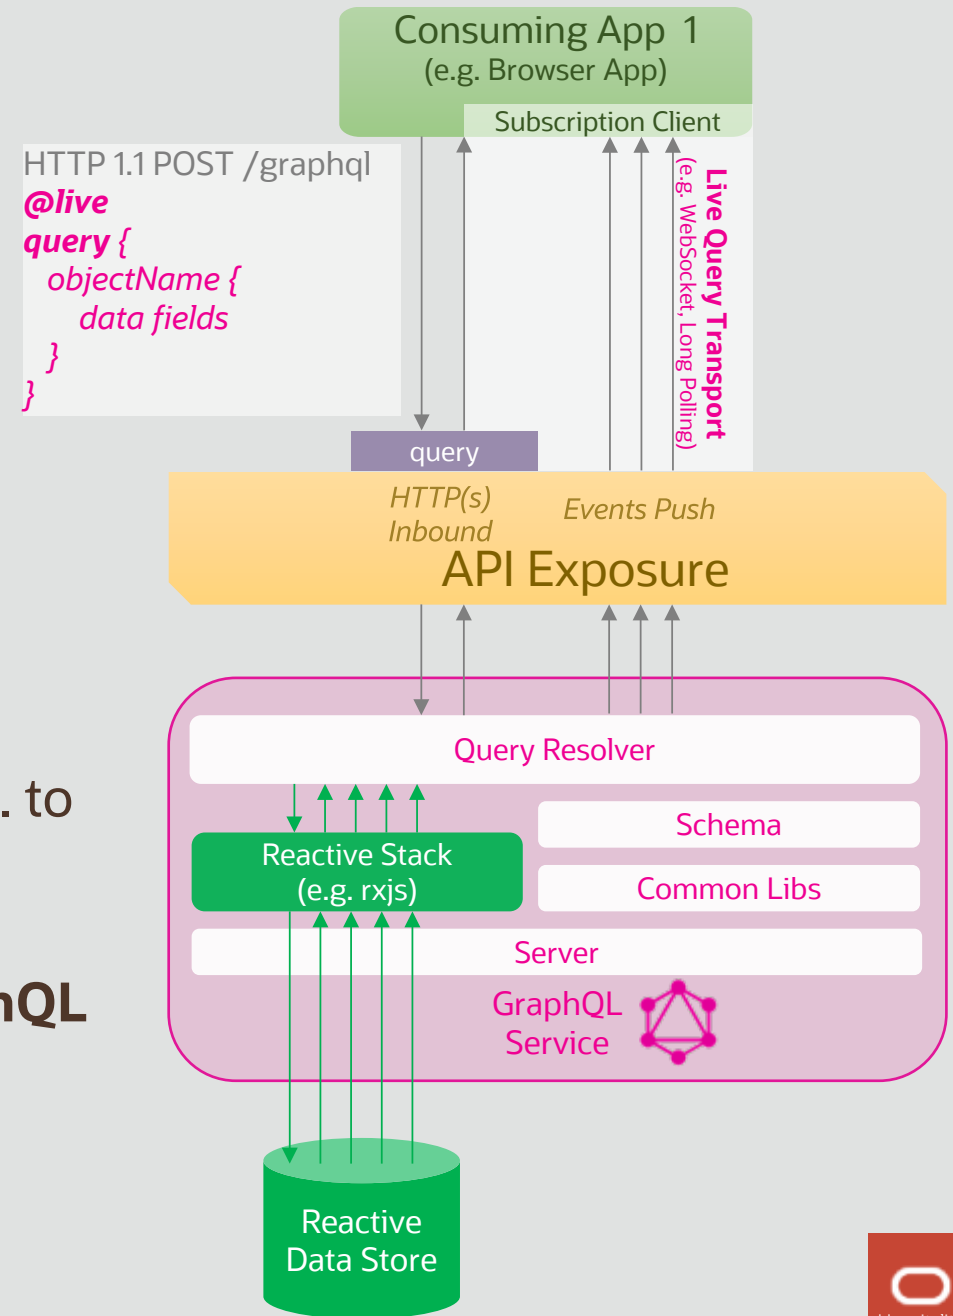 Consuming App 1
(e.g. Browser App)
Subscription Client
HTTP 1.1 POST /graphql
@live
query {
objectName {
data fields
}
}
Live Query Transport
(e.g. WebSocket, Long Polling)
query
HTTP(s)
Inbound
Events Push
API Exposure
Query Resolver
. to
Reactive Stack
(e.g. rxjs)
Schema
Common Libs
Server
hQL
GraphQL
Service
Reactive
Data Store